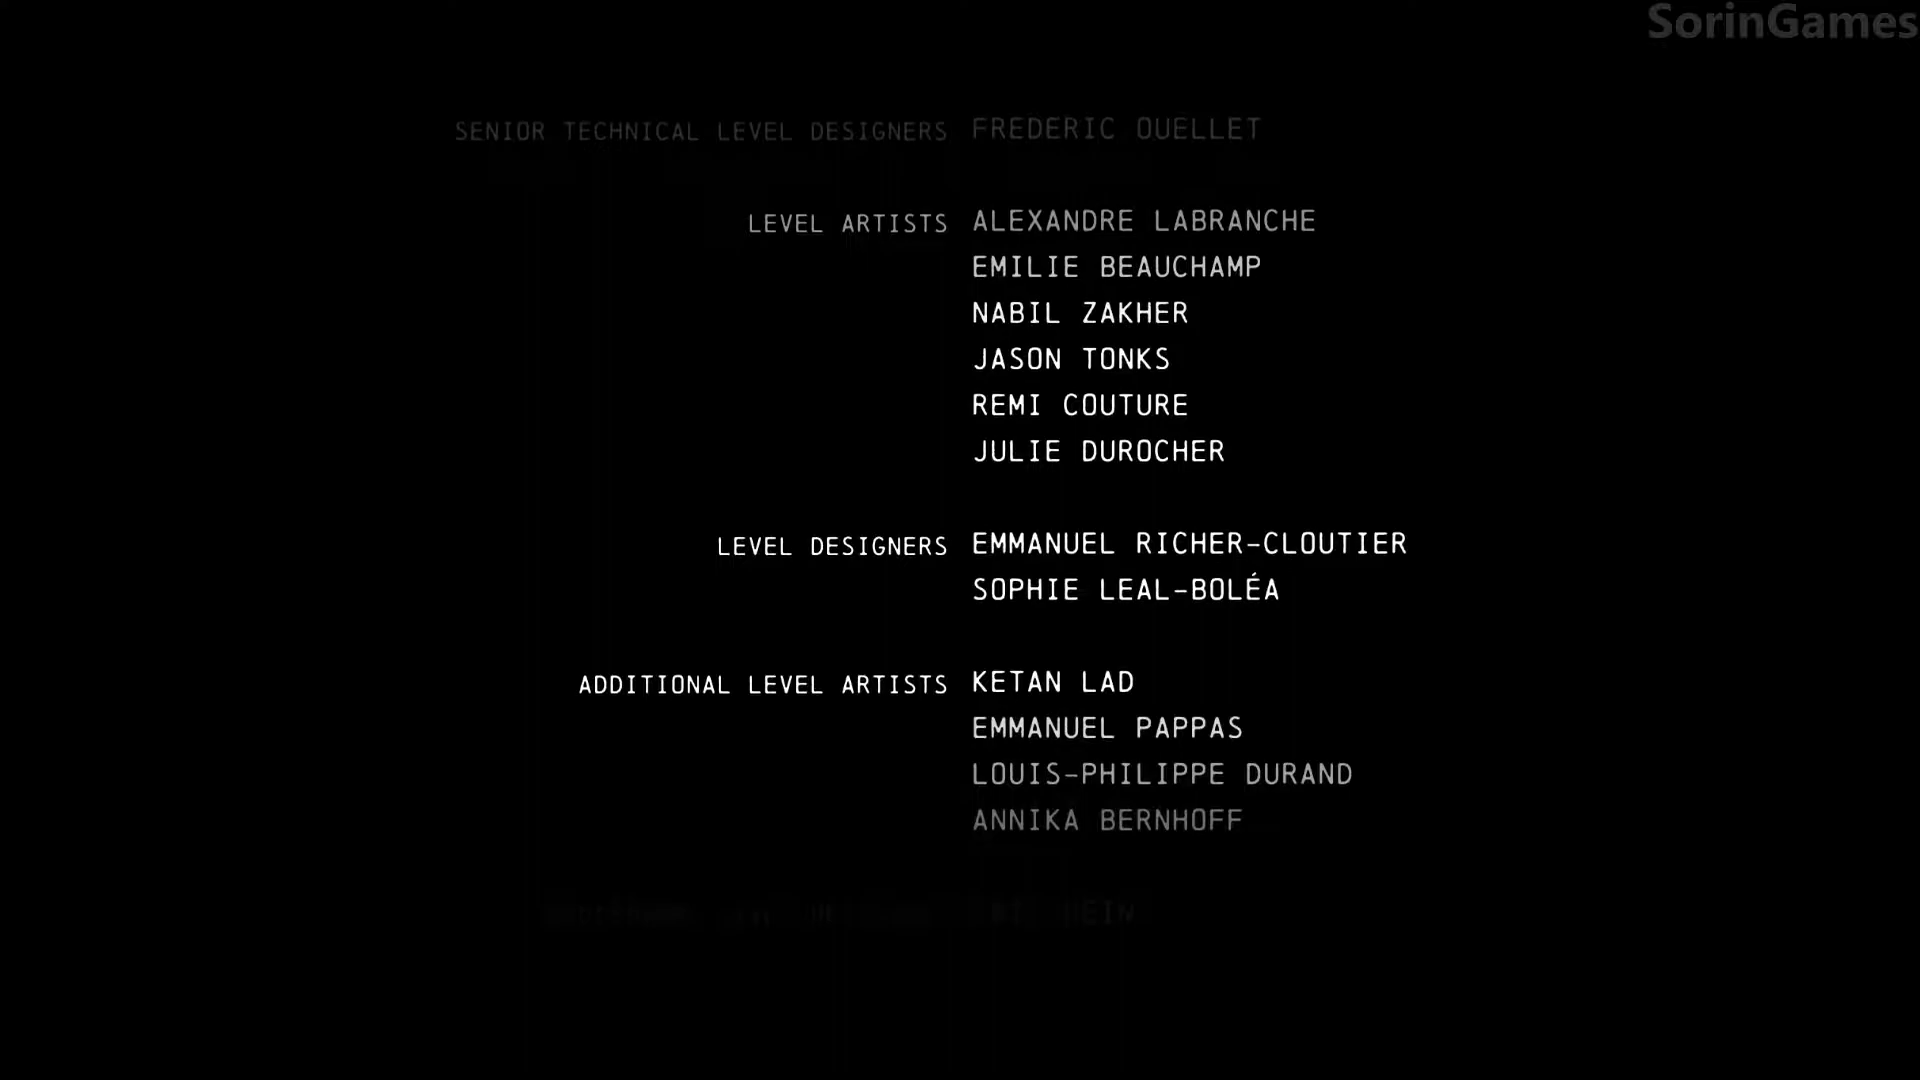 SorinGames
SENIOR TECHNICAL LEVEL DESIGNERS FREDERIC OUELLET
LEVEL ARTISTS ALEXANDRE LABRANCHE
EMILIE BEAUCHAMP
NABIL ZAKHER
JASON TONKS
REMI COUTURE
JULIE DUROCHER
LEVEL DESIGNERS EMMANUEL RICHER-CLOUTIER
SOPHIE LEAL-BOLÉA
ADDITIONAL LEVEL ARTISTS KETAN LAD
EMMANUEL PAPPAS
LOUIS-PHILIPPE DURAND
ANNIKA BERNHOFF